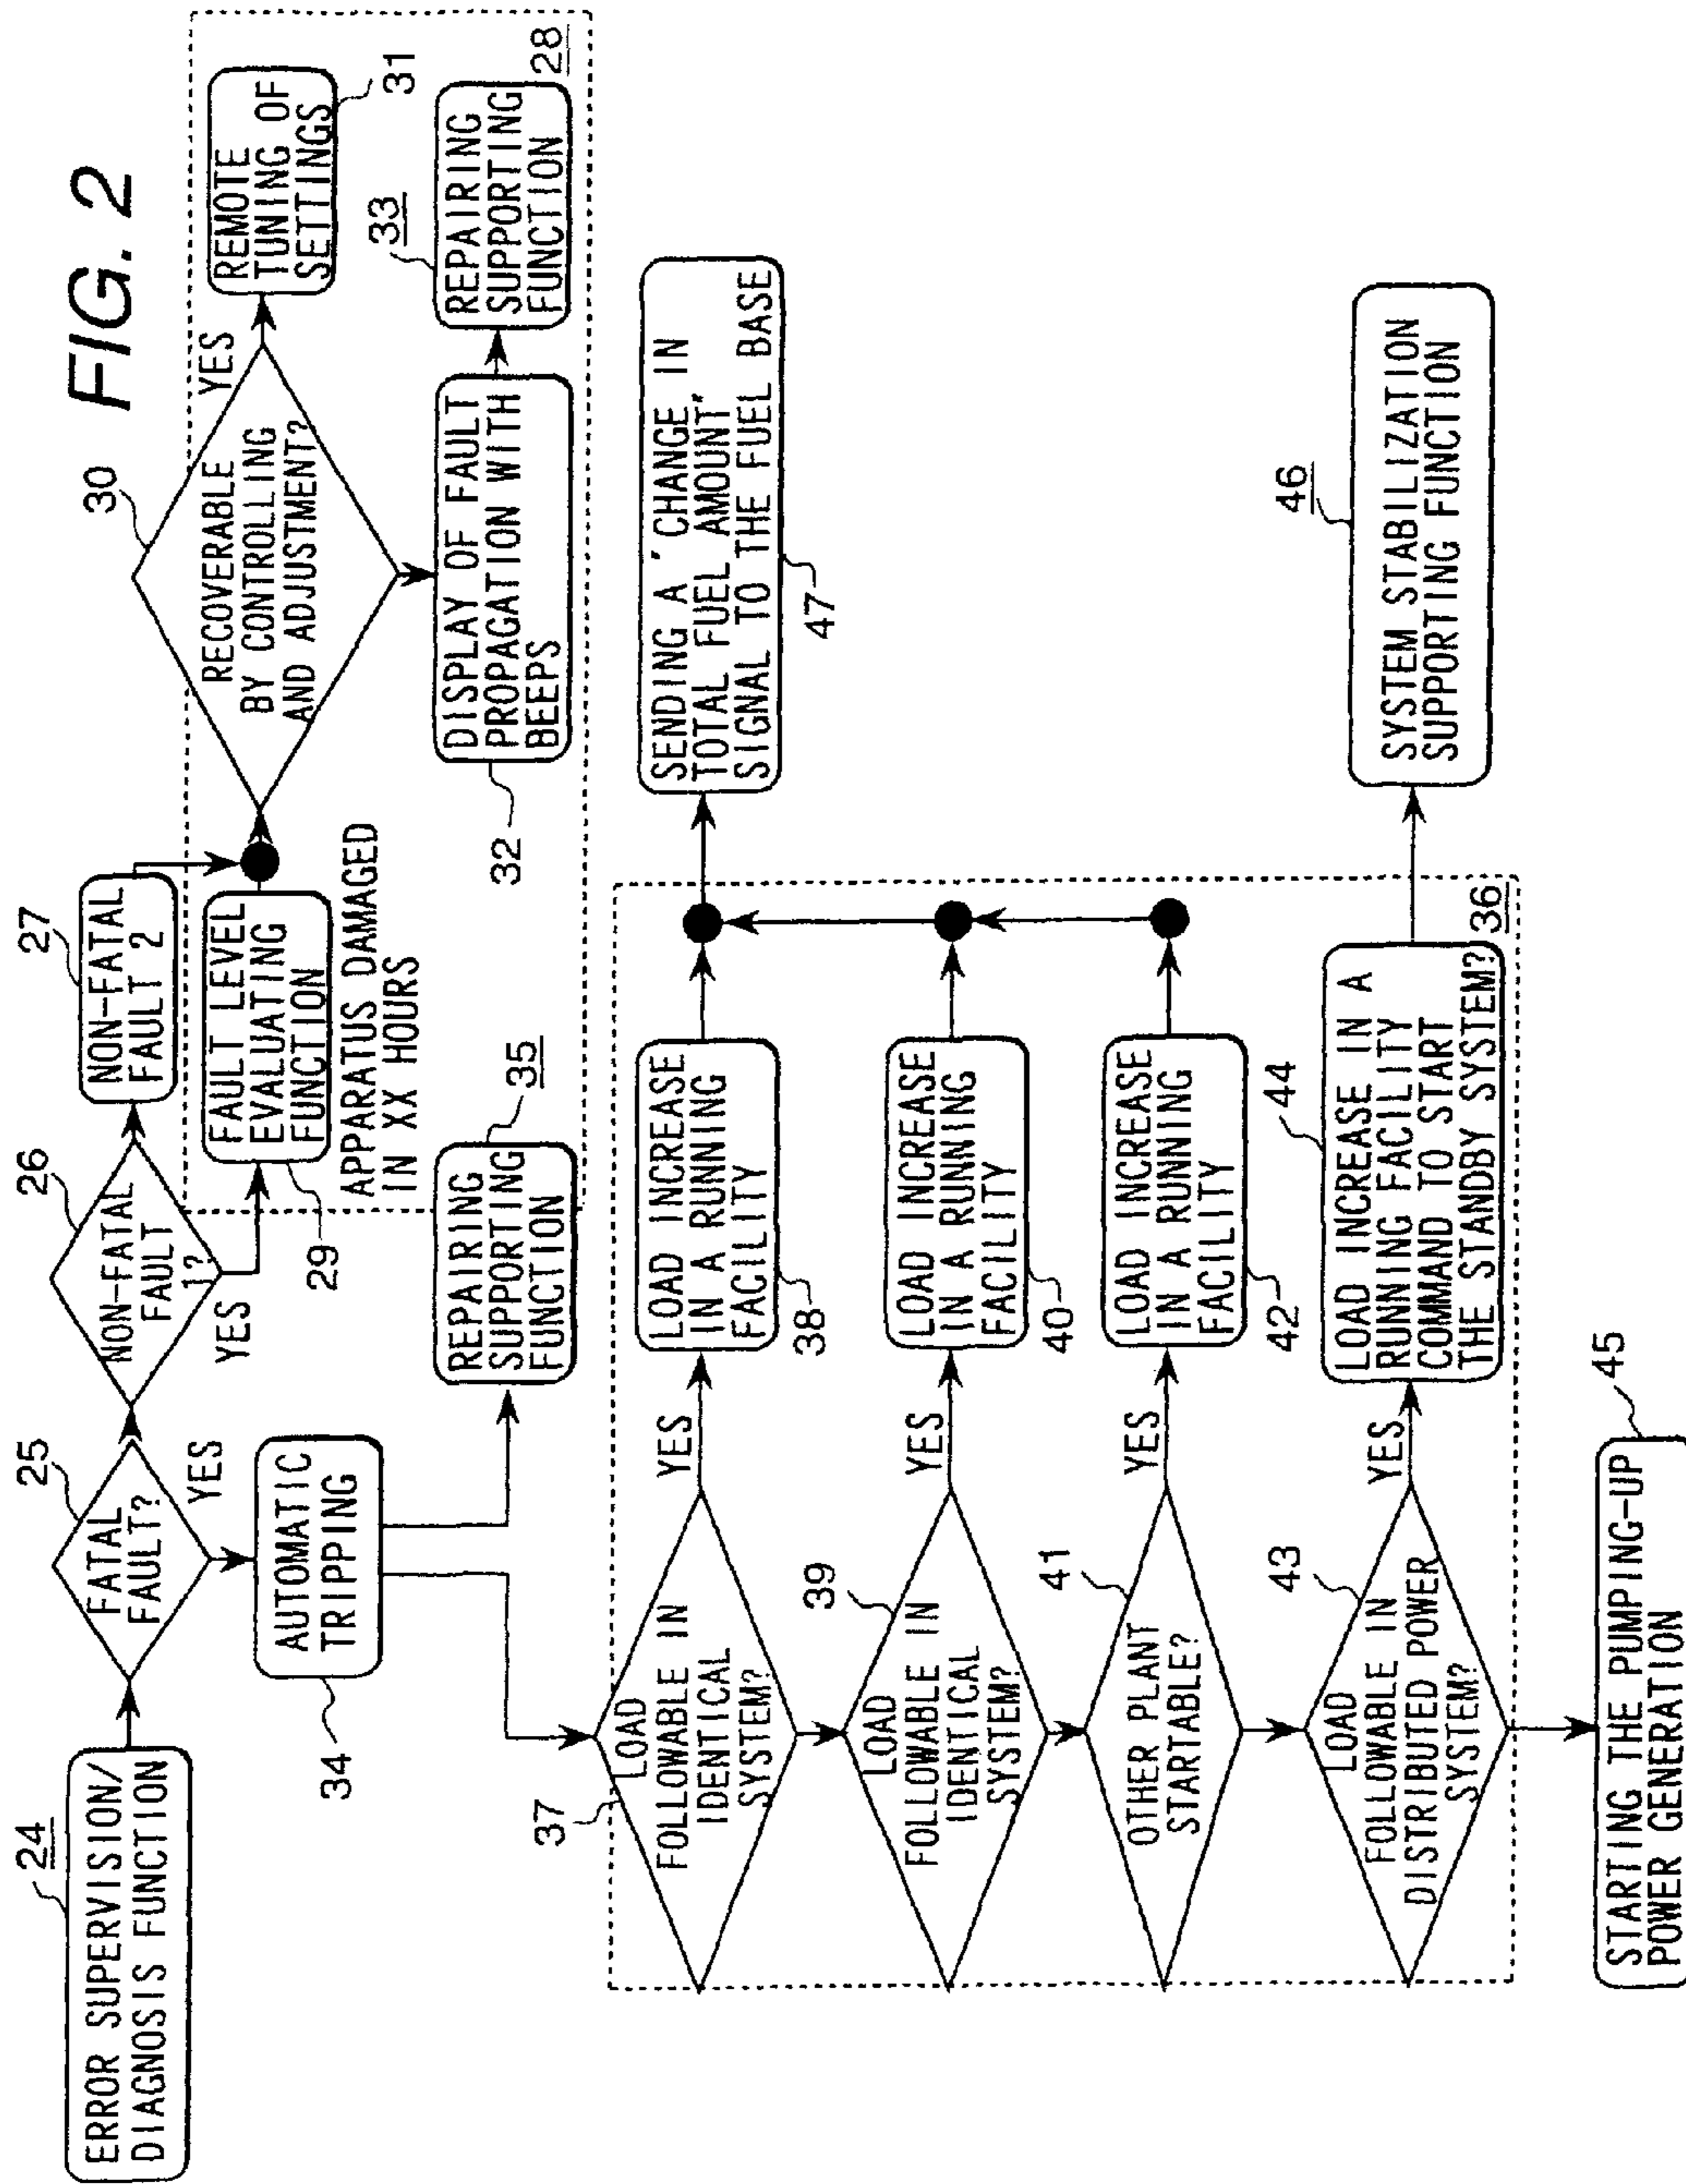 FIG. 2
24
ERROR SUPERVISION/
DIAGNOSIS FUNCTION
25
FATAL
FAULT?
YES
26
NON-FATAL
FAULT
1?
YES
27
NON-FATAL
FAULT 2
29
FAULT LEVEL
EVALUATING
FUNCTION
APPARATUS DAMAGED
IN XX HOURS
30
RECOVERABLE
BY CONTROLLING
AND ADJUSTMENT?
YES
REMOTE
TUNING OF
SETTINGS
31
DISPLAY OF FAULT
PROPAGATION WITH
BEEPS
32
33
REPAIRING
SUPPORTING
FUNCTION
28
AUTOMATIC
TRIPPING
34
REPAIRING
SUPPORTING
FUNCTION
35
37
LOAD
FOLLOWABLE IN
IDENTICAL
SYSTEM?
YES
LOAD INCREASE
IN A RUNNING
FACILITY
38
SENDING A 'CHANGE IN
TOTAL FUEL AMOUNT'
SIGNAL TO THE FUEL BASE
47
39
LOAD
FOLLOWABLE IN
IDENTICAL
SYSTEM?
YES
LOAD INCREASE
IN A RUNNING
FACILITY
40
41
OTHER PLANT
STARTABLE?
YES
LOAD INCREASE
IN A RUNNING
FACILITY
42
43
LOAD
FOLLOWABLE IN
DISTRIBUTED POWER
SYSTEM?
YES
44
LOAD INCREASE IN A
RUNNING FACILITY
COMMAND TO START
THE STANDBY SYSTEM?
36
46
SYSTEM STABILIZATION
SUPPORTING FUNCTION
45
STARTING THE PUMPING-UP
POWER GENERATION